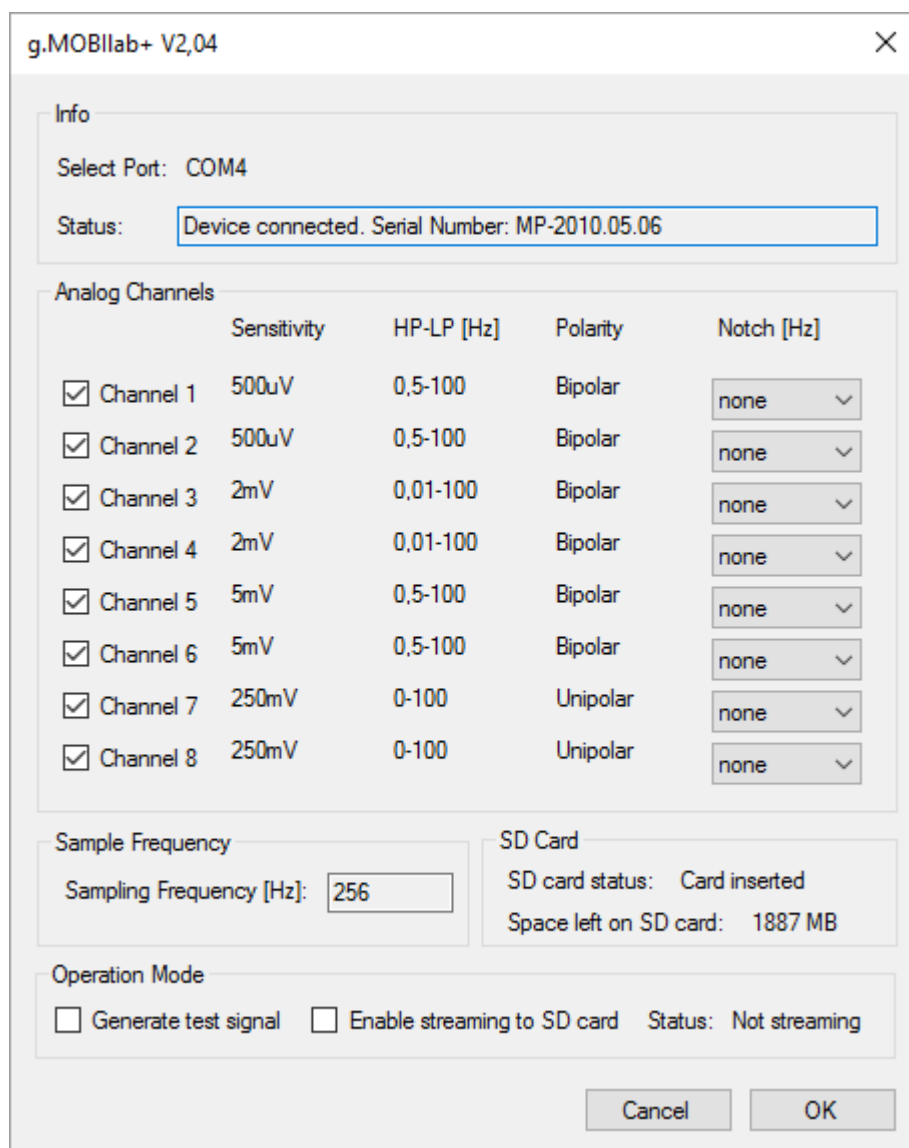 g.MOBIlab+ V2,04
Info
Select Port: COM4
Status: Device connected. Serial Number: MP-2010.05.06
Analog Channels
Sensitivity HP-LP [Hz] Polarity Notch [Hz]
Channel 1 500uV 0,5-100 Bipolar none
Channel 2 500uV 0,5-100 Bipolar none
Channel 3 2mV 0,01-100 Bipolar none
Channel 4 2mV 0,01-100 Bipolar none
Channel 5 5mV 0,5-100 Bipolar none
Channel 6 5mV 0,5-100 Bipolar none
Channel 7 250mV 0-100 Unipolar none
Channel 8 250mV 0-100 Unipolar none
Sample Frequency
Sampling Frequency [Hz]: 256
SD Card
SD card status: Card inserted
Space left on SD card: 1887 MB
Operation Mode
Generate test signal Enable streaming to SD card Status: Not streaming
Cancel OK